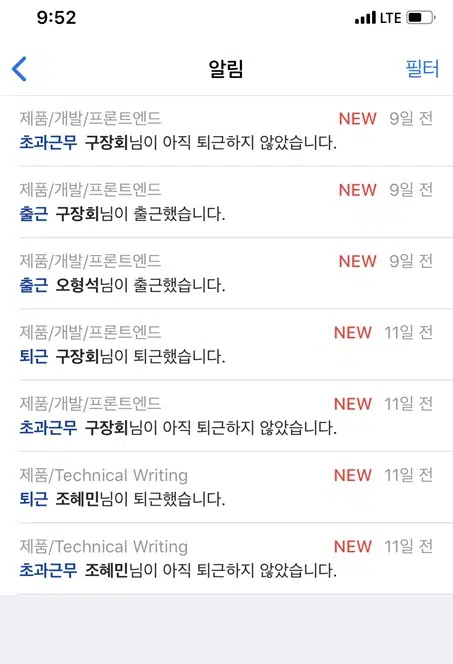 9:52 LTE
알림 필터
제품/개발/프론트엔드 NEW 9일 전
초과근무 구장회님이 아직 퇴근하지 않았습니다.
제품/개발/프론트엔드 NEW 9일 전
출근 구장회님이 출근했습니다.
제품/개발/프론트엔드 NEW 9일 전
출근 오형석님이 출근했습니다.
제품/개발/프론트엔드 NEW 11일 전
퇴근 구장회님이 퇴근했습니다.
제품/개발/프론트엔드 NEW 11일 전
초과근무 구장회님이 아직 퇴근하지 않았습니다.
제품/Technical Writing NEW 11일 전
퇴근 조혜민님이 퇴근했습니다.
제품/Technical Writing NEW 11일 전
초과근무 조혜민님이 아직 퇴근하지 않았습니다.